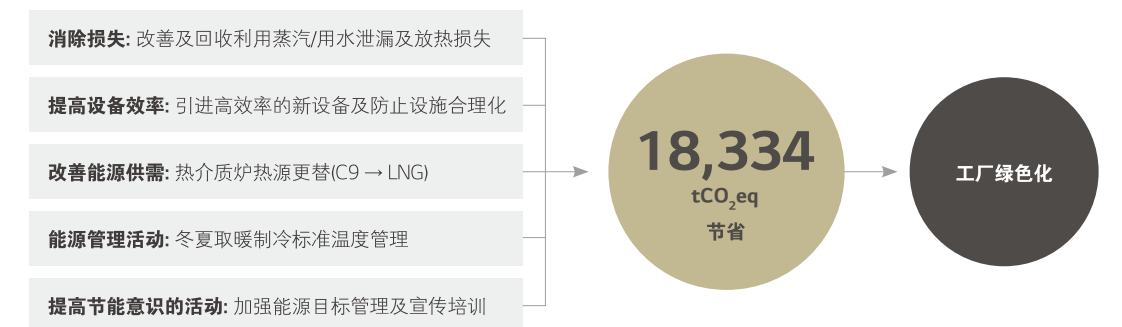 消除损失: 改善及回收利用蒸汽/用水泄漏及放热损失
提高设备效率: 引进高效率的新设备及防止设施合理化
改善能源供需: 热介质炉热源更替(C9 → LNG)
能源管理活动: 冬夏取暖制冷标准温度管理
提高节能意识的活动: 加强能源目标管理及宣传培训
18,334
tCO₂eq
节省
工厂绿色化